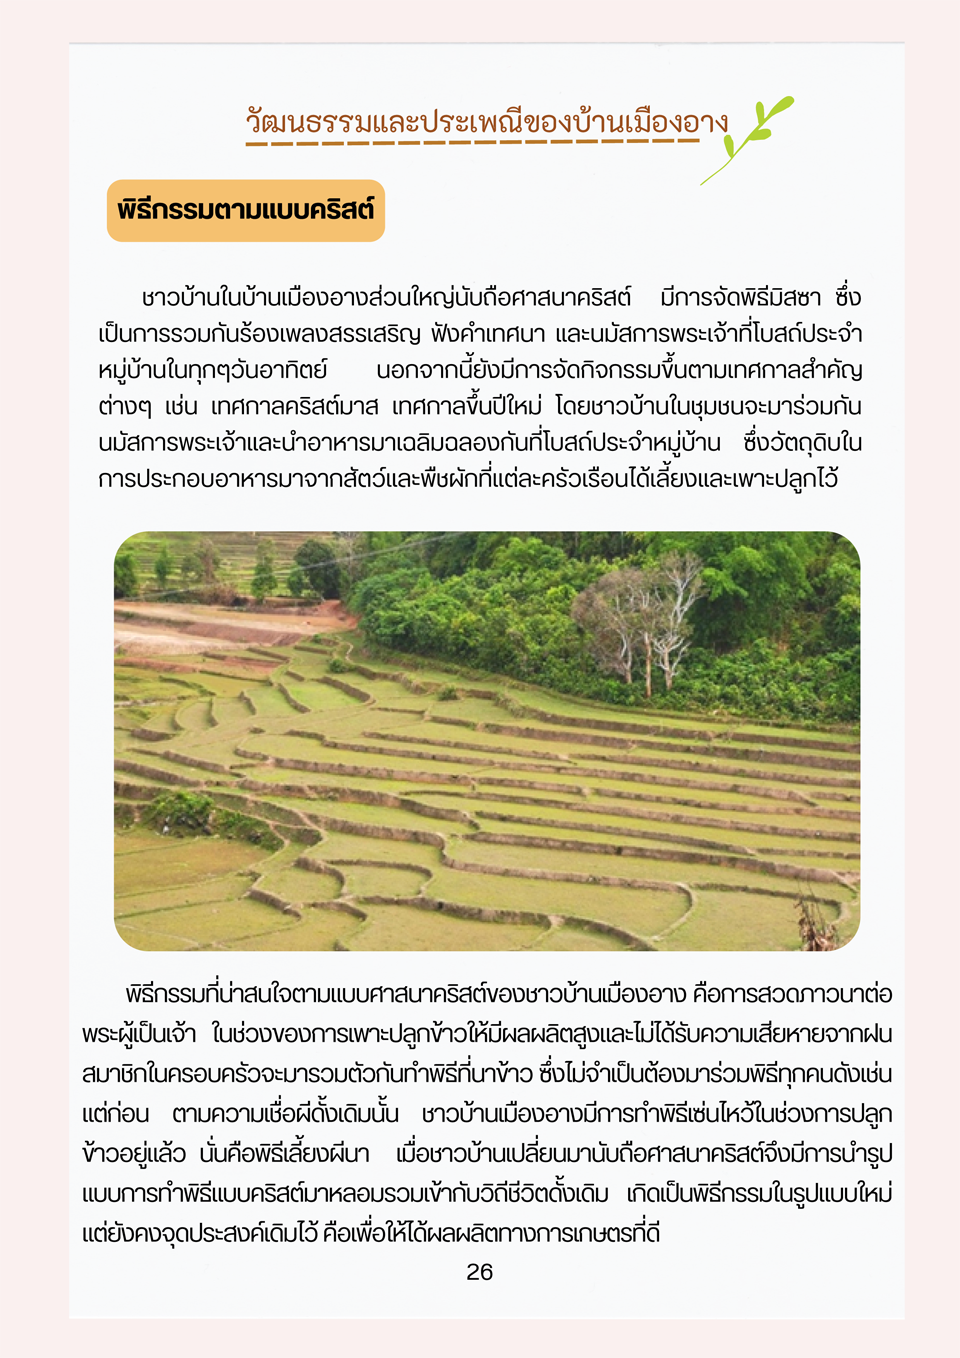 วัฒนธรรมและประเพณีของบ้านเมืองอาง
พิธีกรรมตามแบบคริสต์
ชาวบ้านในบ้านเมืองอางส่วนใหญ่นับถือศาสนาคริสต์ มีการจัดพิธีมิสซา ซึ่ง
เป็นการรวมกันร้องเพลงสรรเสริญ ฟังคำเทศนา และนมัสการพระเจ้าที่โบสถ์ประจำ
หมู่บ้านในทุกๆวันอาทิตย์ นอกจากนี้ยังมีการจัดกิจกรรมขึ้นตามเทศกาลสำคัญ
ต่างๆ เช่น เทศกาลคริสต์มาส เทศกาลขึ้นปีใหม่ โดยชาวบ้านในชุมชนจะมาร่วมกัน
นมัสการพระเจ้าและนำอาหารมาเฉลิมฉลองกันที่โบสถ์ประจำหมู่บ้าน ซึ่งวัตถุดิบใน
การประกอบอาหารมาจากสัตว์และพืชผักที่แต่ละครัวเรือนได้เลี้ยงและเพาะปลูกไว้
พิธีกรรมที่น่าสนใจตามแบบศาสนาคริสต์ของชาวบ้านเมืองอาง คือการสวดภาวนาต่อ
พระผู้เป็นเจ้า ในช่วงของการเพาะปลูกข้าวให้มีผลผลิตสูงและไม่ได้รับความเสียหายจากฝน
สมาชิกในครอบครัวจะมารวมตัวกันทำพิธีที่นาข้าว ซึ่งไม่จำเป็นต้องมาร่วมพิธีทุกคนดังเช่น
แต่ก่อน ตามความเชื่อผีดั้งเดิมนั้น ชาวบ้านเมืองอางมีการทำพิธีเซ่นไหว้ในช่วงการปลูก
ข้าวอยู่แล้ว นั่นคือพิธีเลี้ยงผีนา เมื่อชาวบ้านเปลี่ยนมานับถือศาสนาคริสต์จึงมีการนำรูป
แบบการทำพิธีแบบคริสต์มาหลอมรวมเข้ากับวิถีชีวิตดั้งเดิม เกิดเป็นพิธีกรรมในรูปแบบใหม่
แต่ยังคงจุดประสงค์เดิมไว้ คือเพื่อให้ได้ผลผลิตทางการเกษตรที่ดี
26